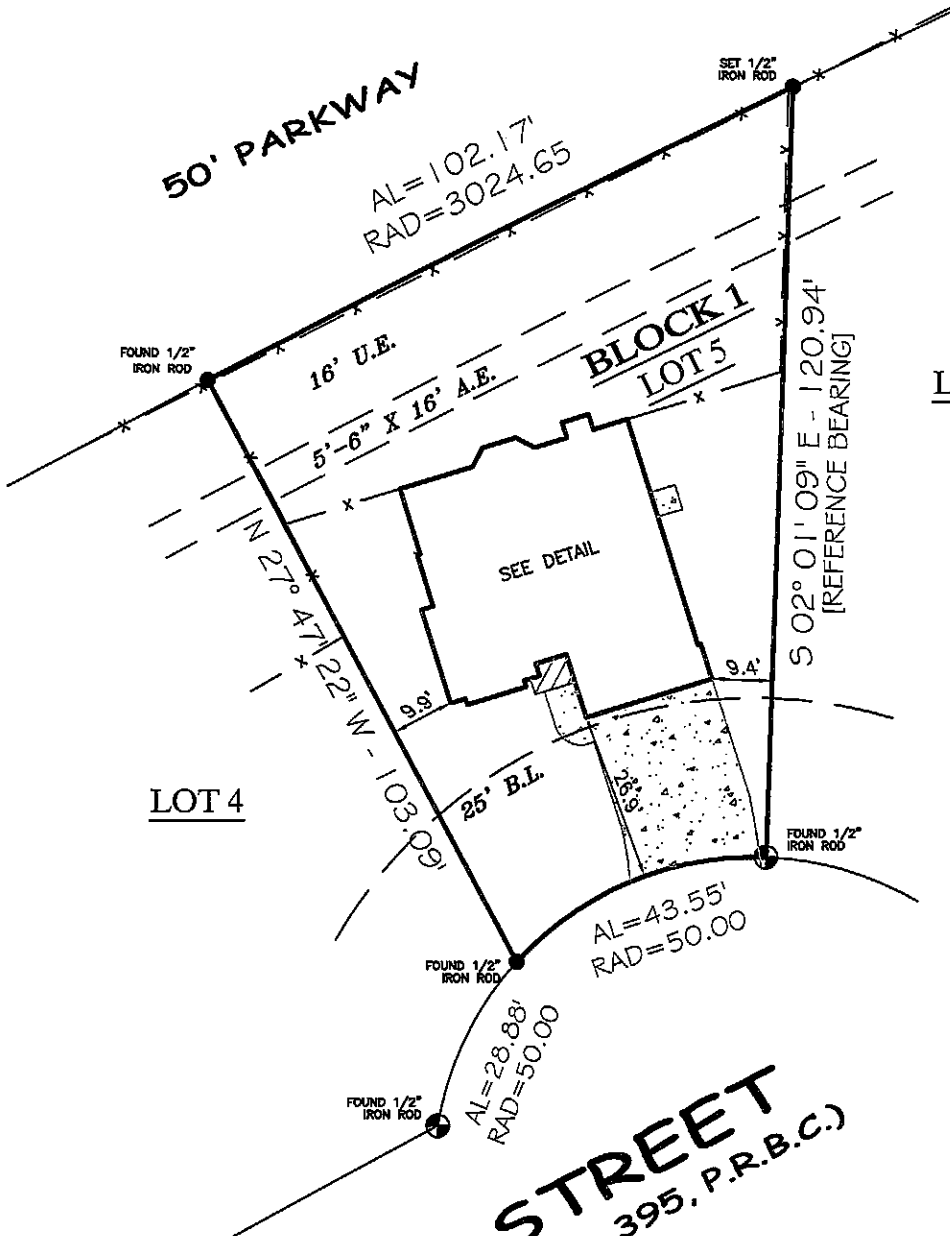 SET 1/2"
IRON ROD
50' PARKWAY
AL=102.17'
RAD=3024.65
FOUND 1/2"
IRON ROD
16' U.E.
5'-6" X 16' A.E.
BLOCK 1
LOT 5
L
S 02° 01' 09" E - 120.94'
[REFERENCE BEARING]
SEE DETAIL
N 27° 47' 22" W - 103.09'
9.9'
9.4'
25' B.L.
26.9'
LOT 4
FOUND 1/2"
IRON ROD
AL=43.55'
RAD=50.00
FOUND 1/2"
IRON ROD
AL=28.88'
RAD=50.00
FOUND 1/2"
IRON ROD
STREET
395, P.R.B.C.)